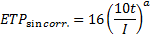 ETP_{sin corr.} = 16(10t/I)^a